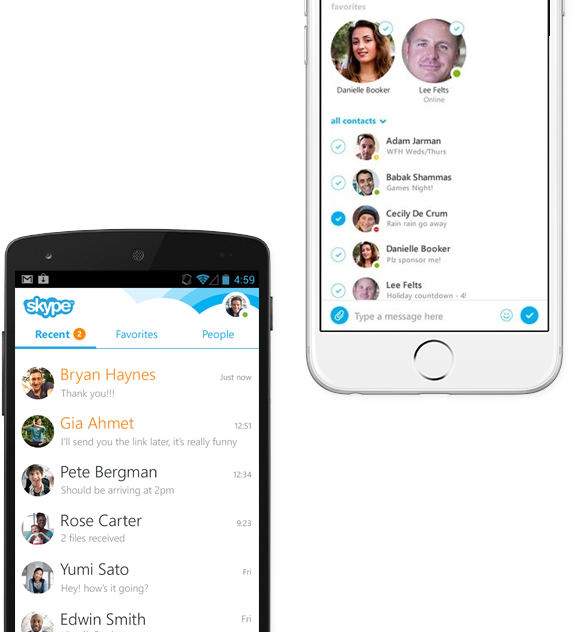 favorites
Danielle Booker
Lee Felts
Online
all contacts
Adam Jarman
WFH Weds/Thurs
Babak Shammas
Games Night!
Cecily De Crum
Rain rain go away
Danielle Booker
Plz sponsor me!
Lee Felts
Holiday countdown - 4!
Type a message here
4:59
skype
Recent 2 Favorites People
Bryan Haynes Just now
Thank you!!!
Gia Ahmet 12:51
I'll send you the link later, it's really funny
Pete Bergman 12:34
Should be arriving at 2pm
Rose Carter 9:23
2 files received
Yumi Sato Fri
Hey! how's it going?
Edwin Smith Fri